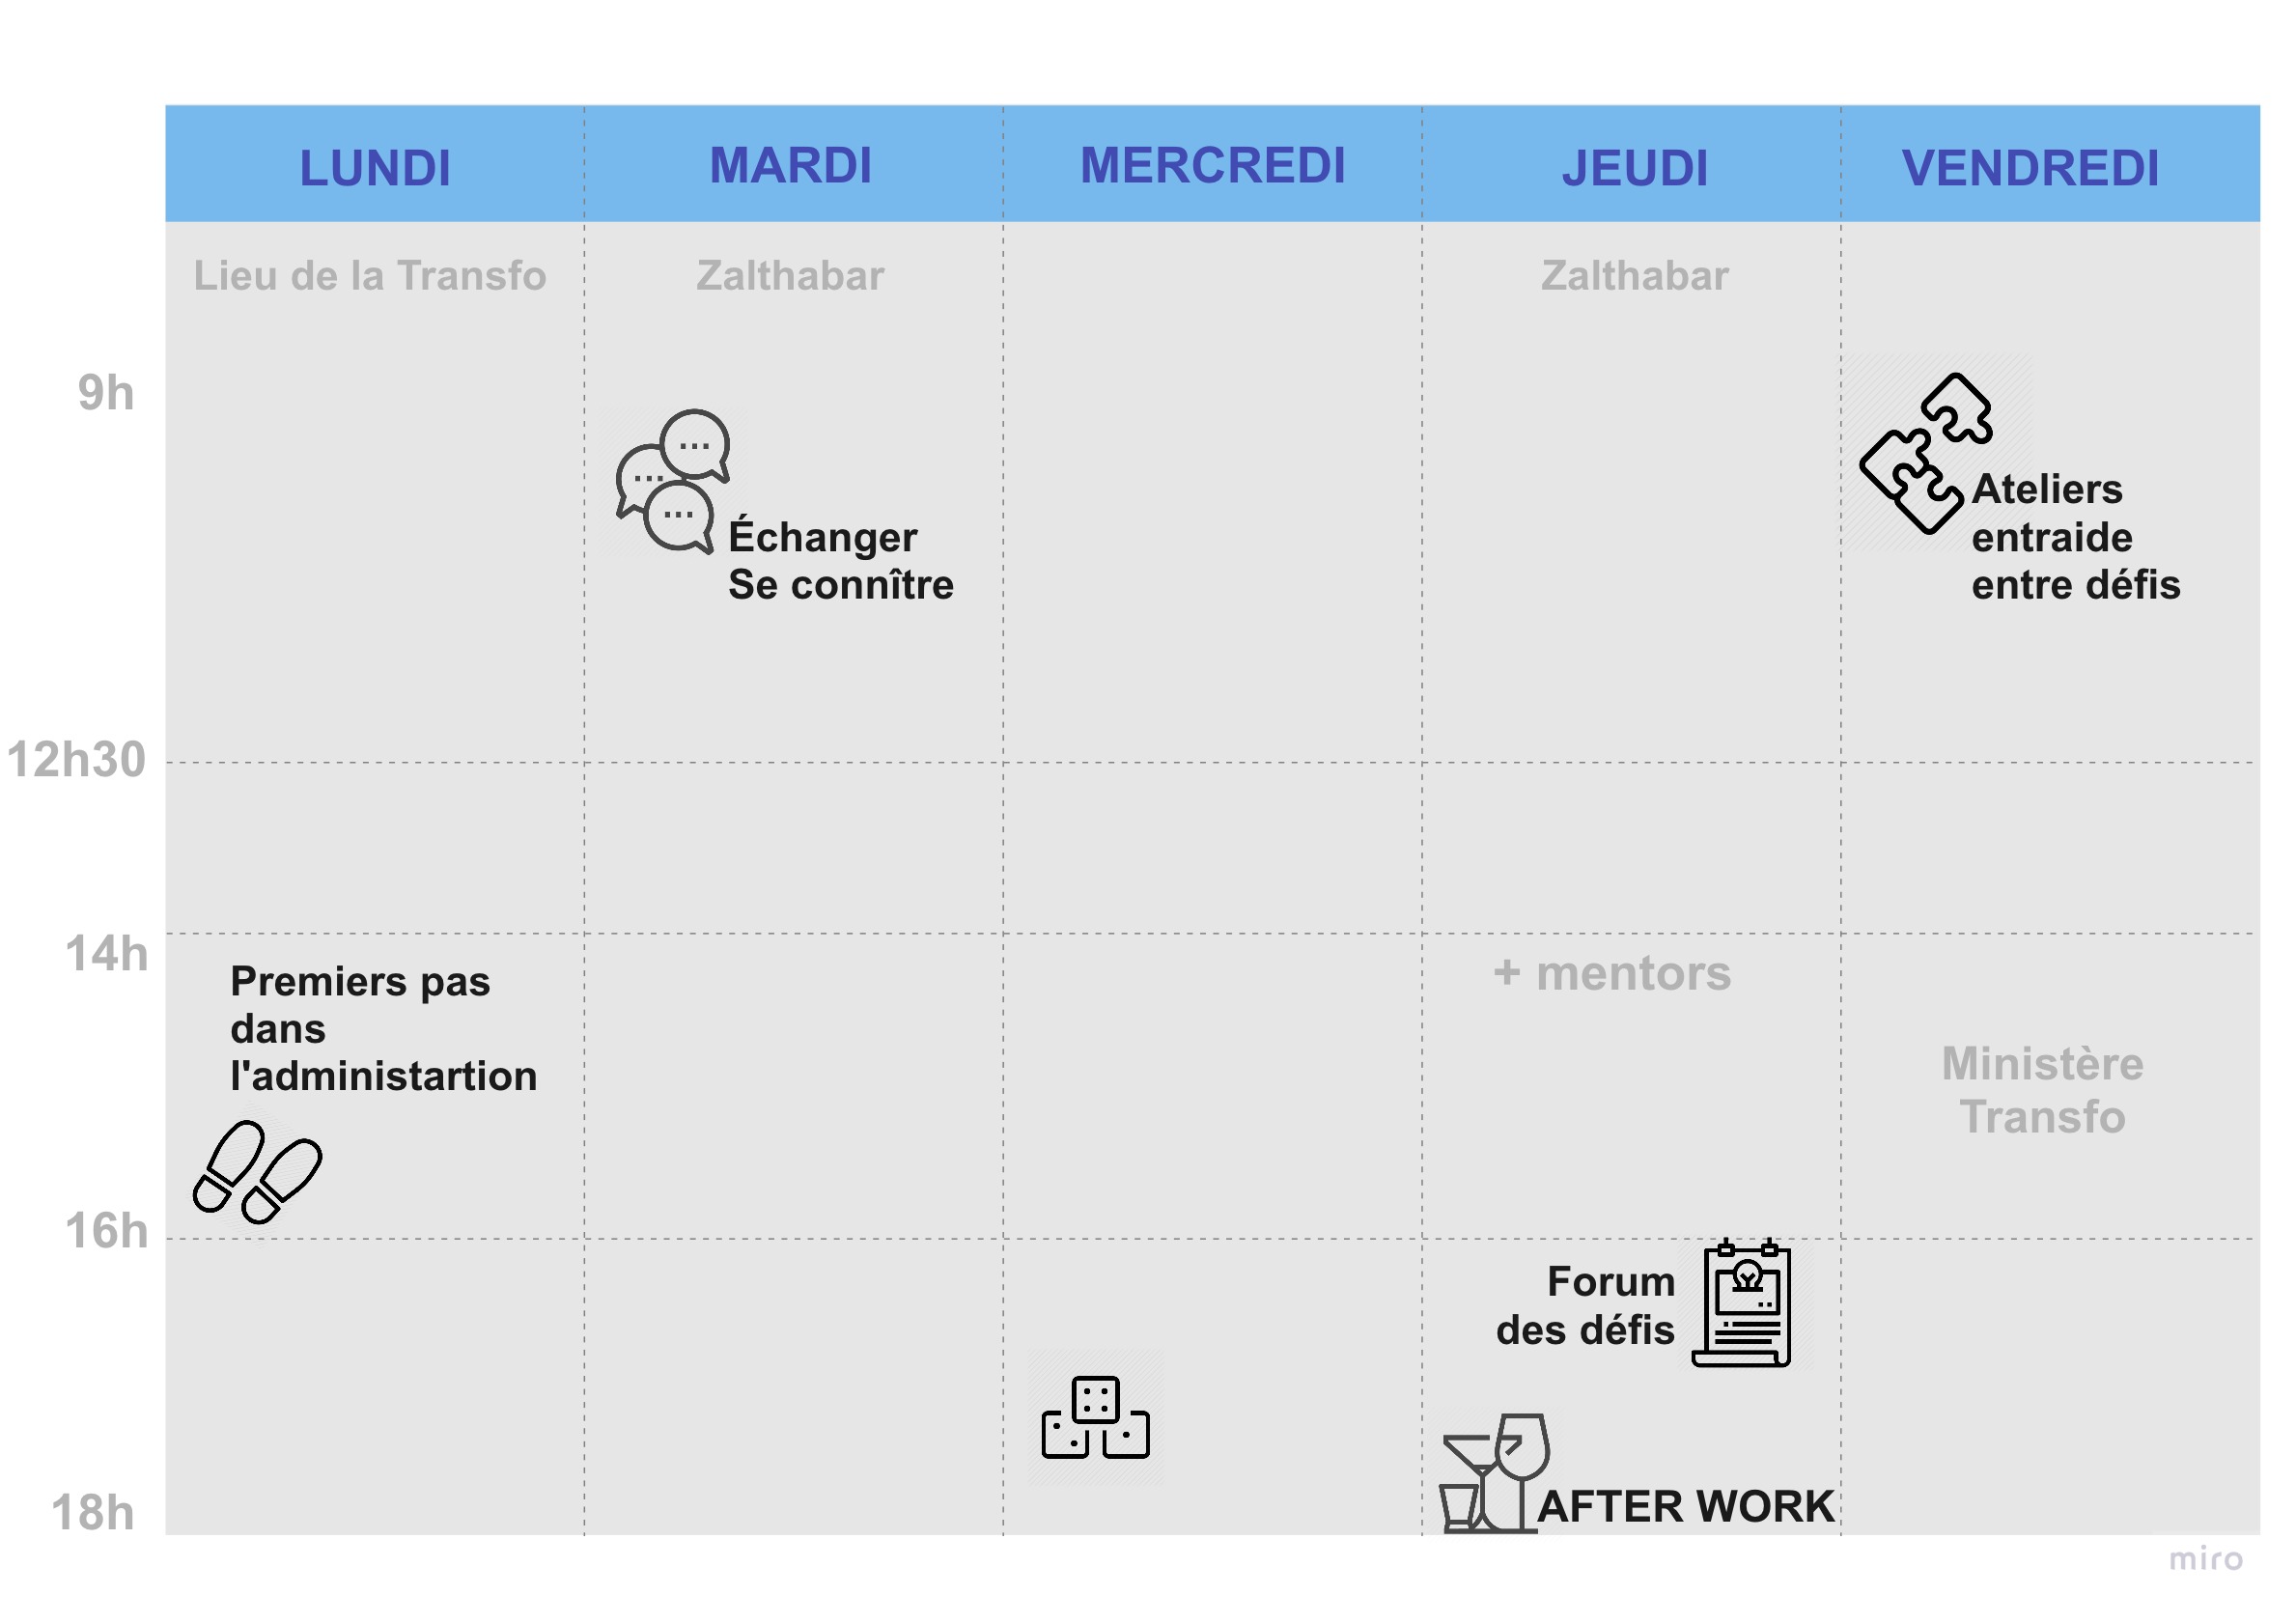 LUNDI
MARDI
MERCREDI
JEUDI
VENDREDI
Lieu de la Transfo
Zalthabar
Zalthabar
9h
Échanger
Se connître
Ateliers
entraide
entre défis
12h30
14h
Premiers pas
dans
l'administartion
+ mentors
Ministère
Transfo
16h
Forum
des défis
18h
AFTER WORK
miro